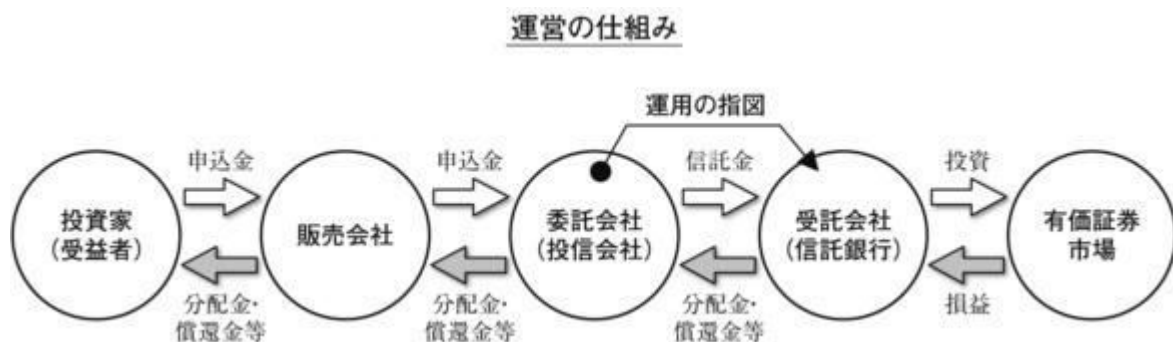 運営の仕組み
運用の指図
申込金
申込金
信託金
投資
投資家
(受益者)
販売会社
委託会社
(投信会社)
受託会社
(信託銀行)
有価証券
市場
分配金・
償還金等
分配金・
償還金等
分配金・
償還金等
損益